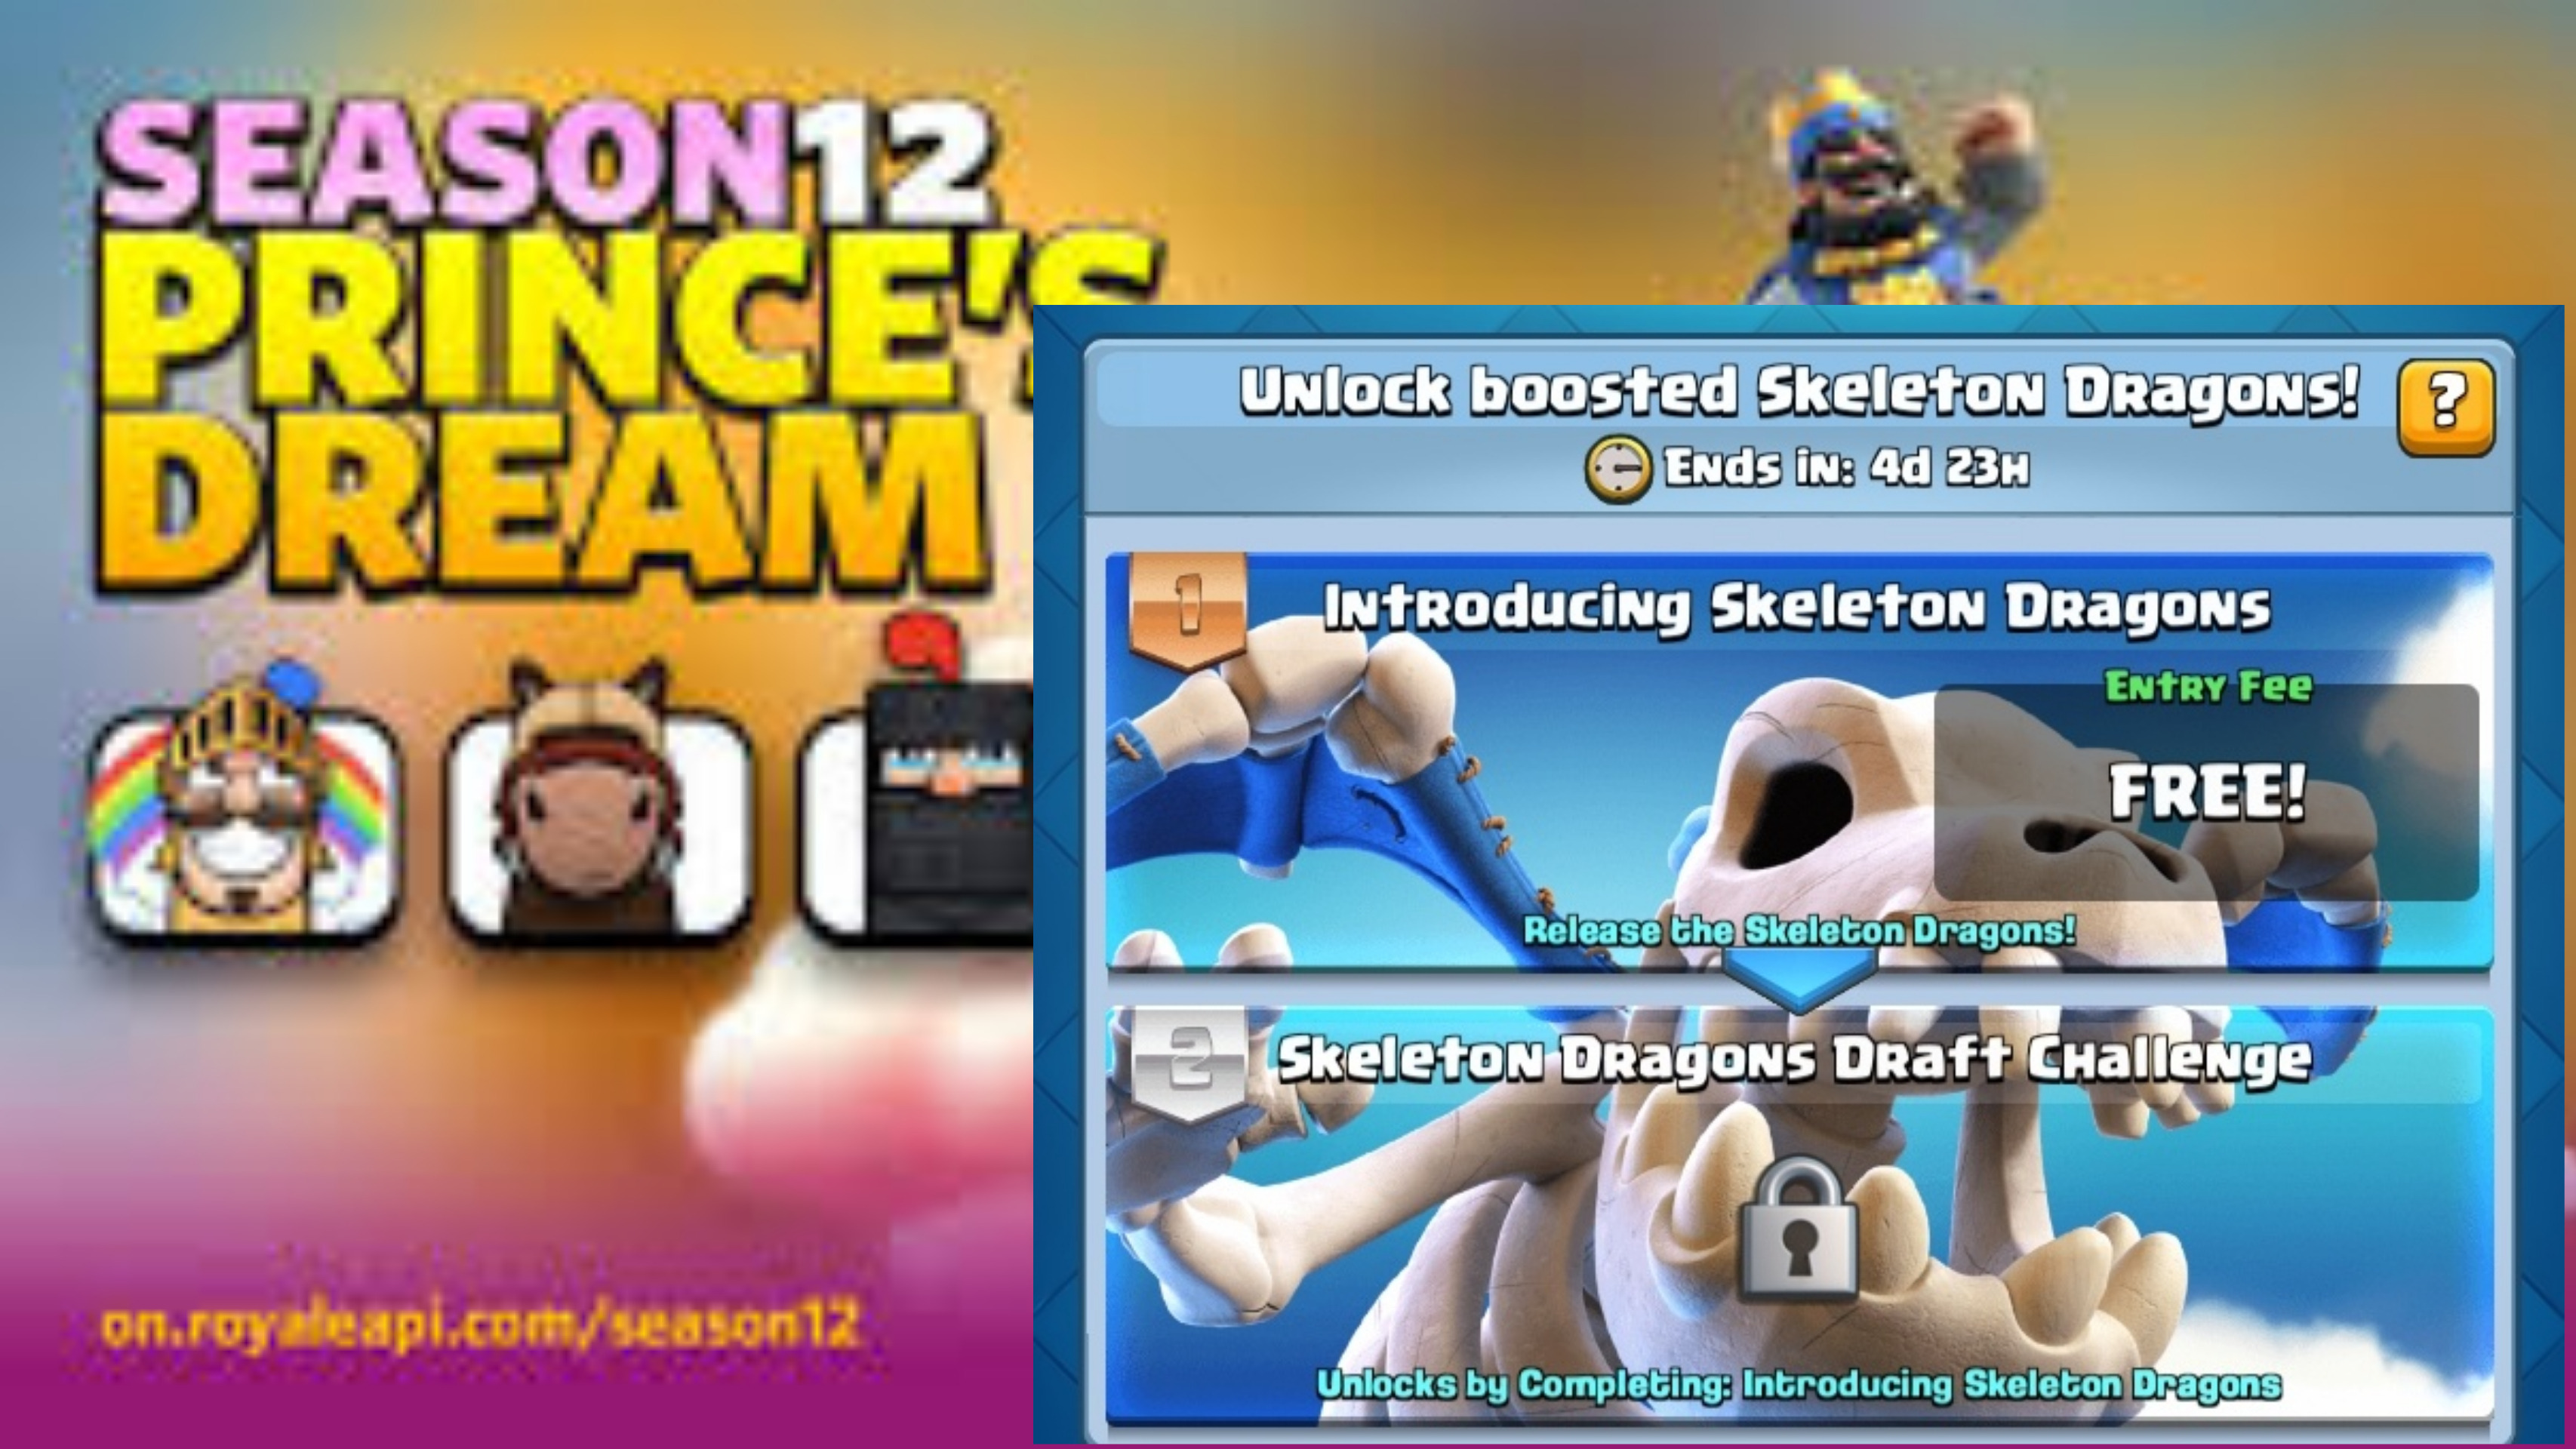 SEASON12
PRINCE'S
DREAM
on.royaleapi.com/season12
Unlock boosted Skeleton Dragons!
?
Ends in: 4d 23h
1
Introducing Skeleton Dragons
Entry Fee
FREE!
Release the Skeleton Dragons!
2
Skeleton Dragons Draft Challenge
Unlocks by Completing: Introducing Skeleton Dragons